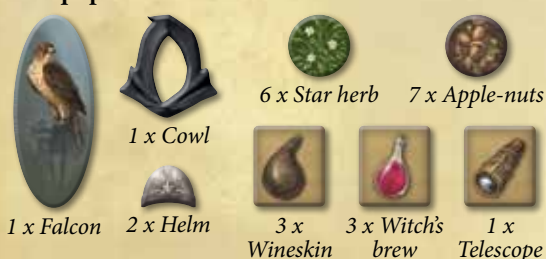 6 x Star herb
7 x Apple-nuts
1 x Cowl
1 x Falcon
2 x Helm
3 x
Wineskin
3 x Witch's
brew
1 x
Telescope